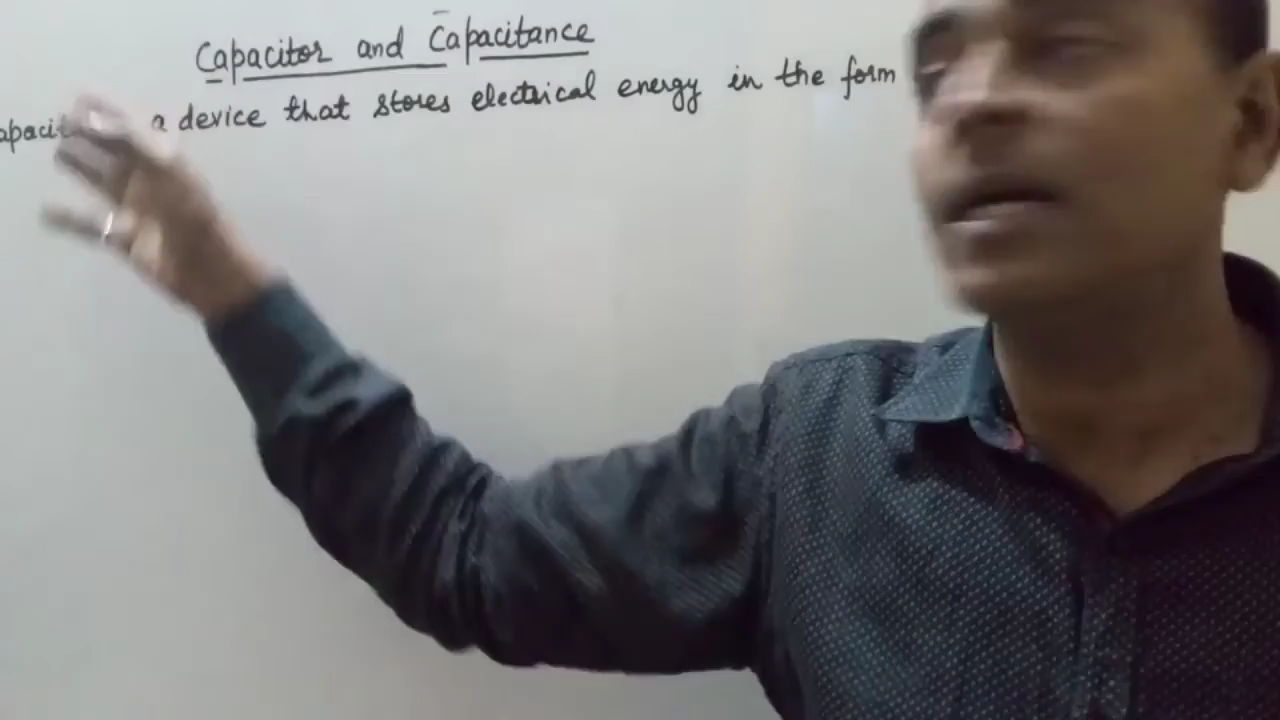 Capacitor and Capacitance
a device that stores electrical energy in the form